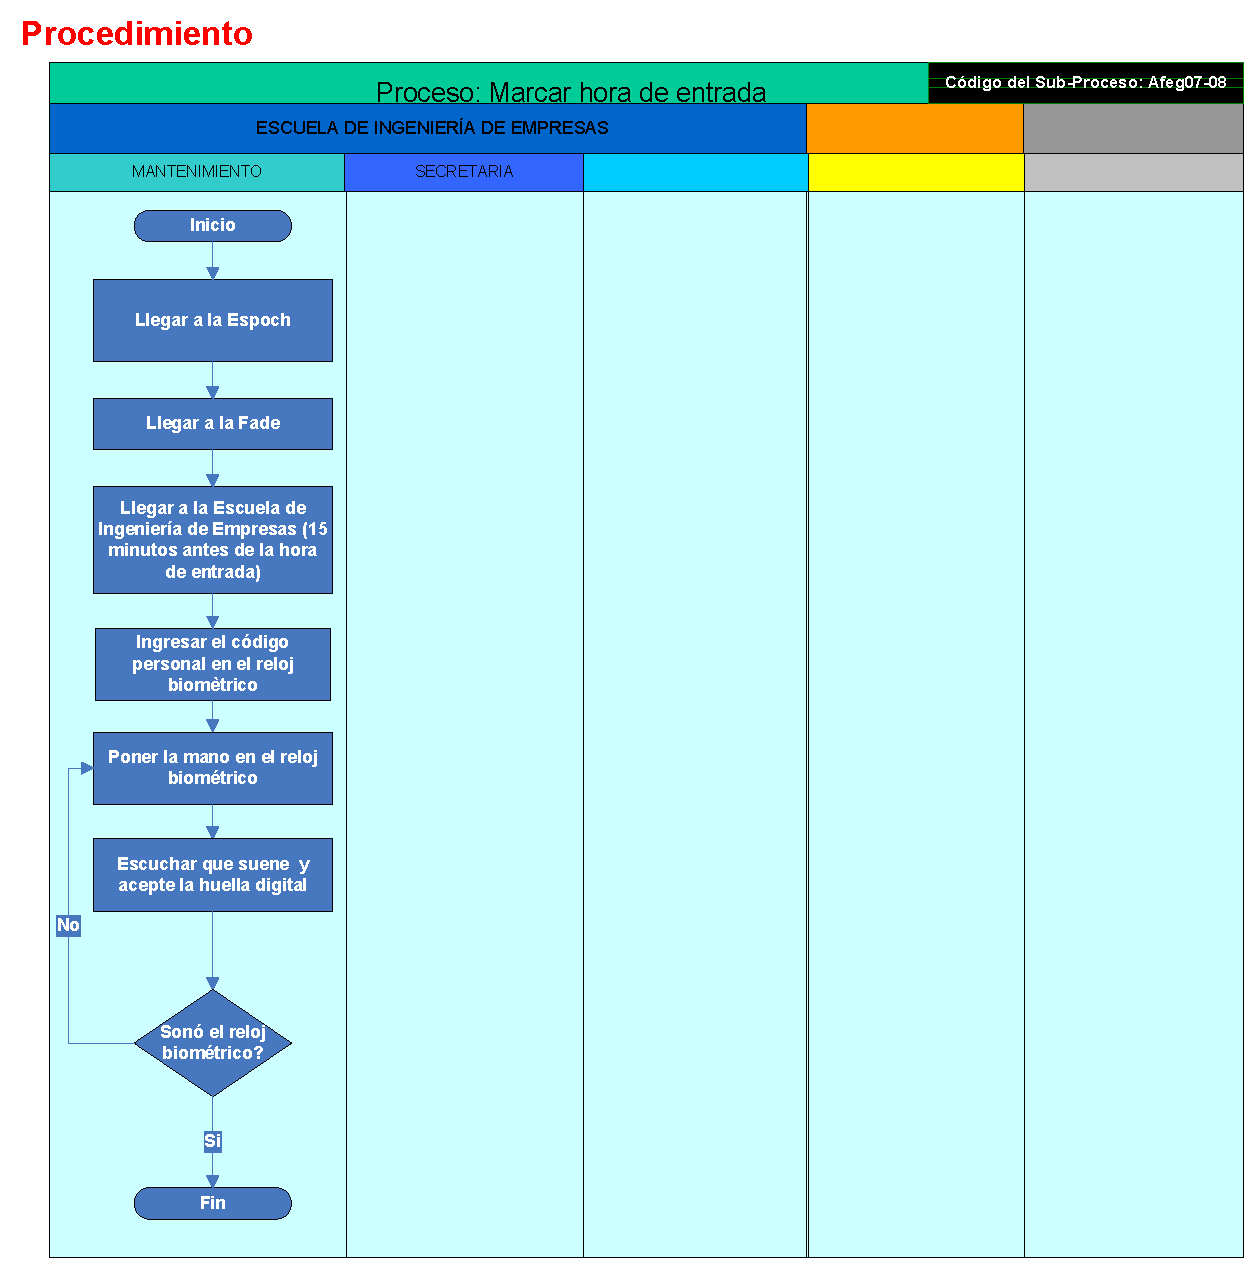 Procedimiento
Proceso: Marcar hora de entrada
Código del Sub-Proceso: Afeg07-08
ESCUELA DE INGENIERÍA DE EMPRESAS
MANTENIMIENTO
SECRETARIA
Inicio
Llegar a la Espoch
Llegar a la Fade
Llegar a la Escuela de
Ingeniería de Empresas (15
minutos antes de la hora
de entrada)
Ingresar el código
personal en el reloj
biomètrico
Poner la mano en el reloj
biométrico
Escuchar que suene y
acepte la huella digital
No
Sonó el reloj
biométrico?
Si
Fin